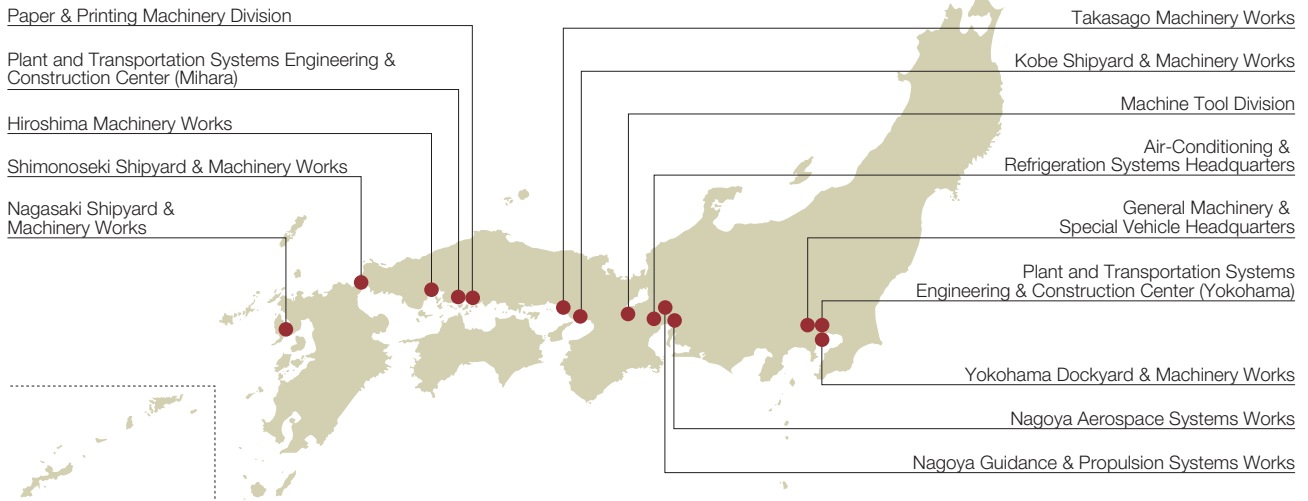 Paper & Printing Machinery Division
Plant and Transportation Systems Engineering &
Construction Center (Mihara)
Hiroshima Machinery Works
Shimonoseki Shipyard & Machinery Works
Nagasaki Shipyard &
Machinery Works
Takasago Machinery Works
Kobe Shipyard & Machinery Works
Machine Tool Division
Air-Conditioning &
Refrigeration Systems Headquarters
General Machinery &
Special Vehicle Headquarters
Plant and Transportation Systems
Engineering & Construction Center (Yokohama)
Yokohama Dockyard & Machinery Works
Nagoya Aerospace Systems Works
Nagoya Guidance & Propulsion Systems Works